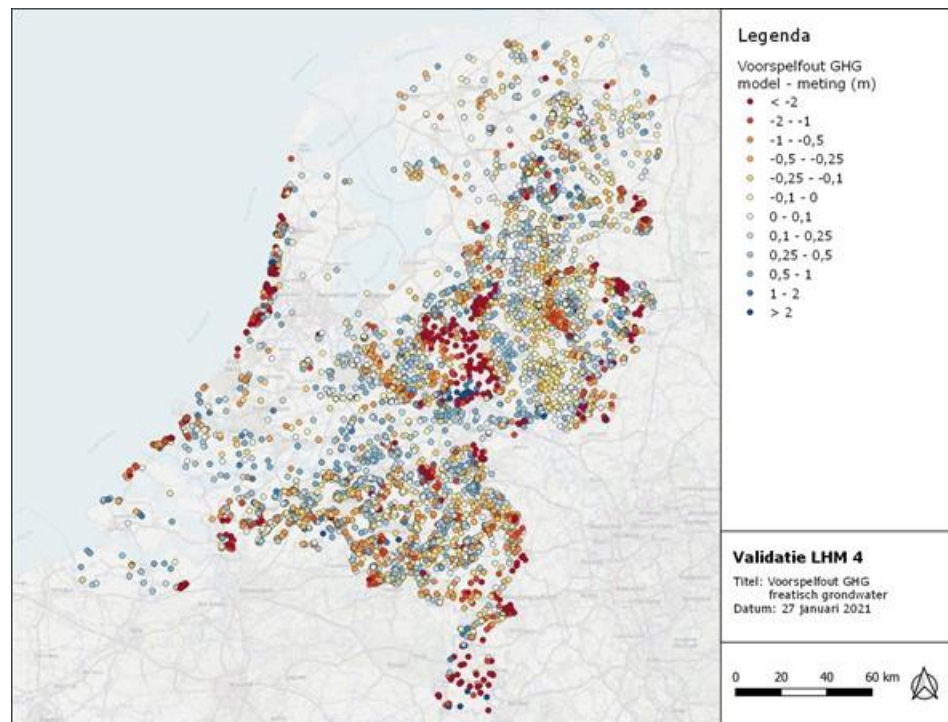 Legenda
Voorspelfout GHG
model - meting (m)
< -2
-2 - -1
-1 - -0,5
-0,5 - -0,25
-0,25 - -0,1
-0,1 - 0
0 - 0,1
0,1 - 0,25
0,25 - 0,5
0,5 - 1
1 - 2
> 2
Validatie LHM 4
Titel: Voorspelfout GHG
freatisch grondwater
Datum: 27 januari 2021
0 20 40 60 km